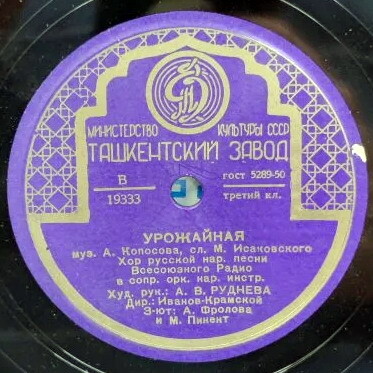 МИНИСТЕРСТВО КУЛЬТУРЫ СССР
ТАШКЕНТСКИЙ ЗАВОД
В
19333
гост 5289-50
третий кл.
УРОЖАЙНАЯ
муз. А. Копосова, сл. М. Исаковского
Хор русской нар. песни
Всесоюзного Радио
в сопр. орк. нар. инстр.
Худ. рук.: А. В. РУДНЕВА
Дир.: Иванов-Крамской
З-ют: А. Фролова
и М. Пинент